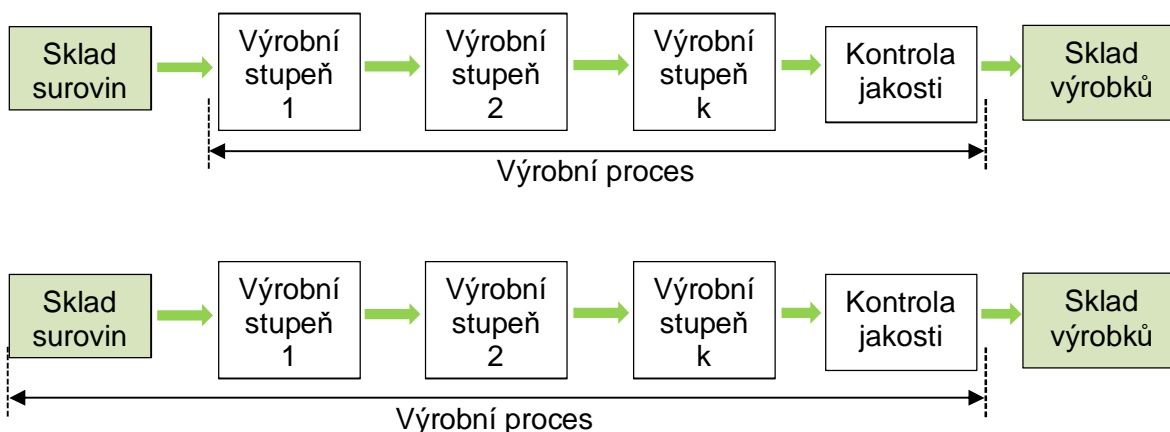 Sklad
surovin
Výrobní
stupeň
1
Výrobní
stupeň
2
Výrobní
stupeň
k
Kontrola
jakosti
Sklad
výrobků
Výrobní proces
Sklad
surovin
Výrobní
stupeň
1
Výrobní
stupeň
2
Výrobní
stupeň
k
Kontrola
jakosti
Sklad
výrobků
Výrobní proces